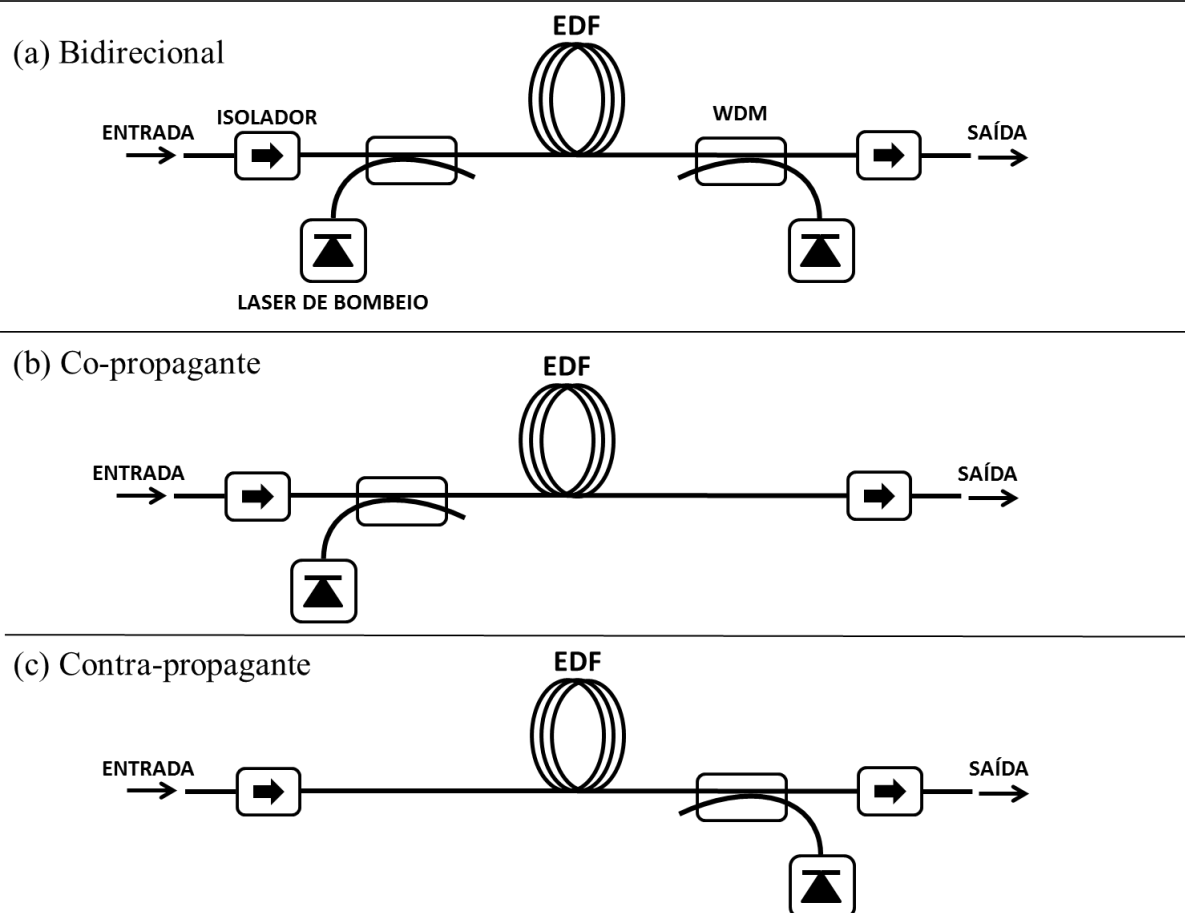 (a) Bidirecional
EDF
ISOLADOR
WDM
ENTRADA
SAÍDA
LASER DE BOMBEIO
(b) Co-propagante
EDF
ENTRADA
SAÍDA
(c) Contra-propagante
EDF
ENTRADA
SAÍDA